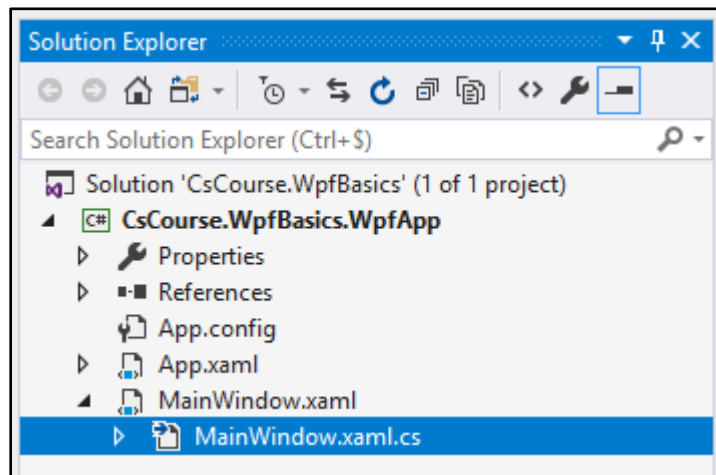 Solution Explorer
Search Solution Explorer (Ctrl+$)
Solution 'CsCourse.WpfBasics' (1 of 1 project)
C# CsCourse.WpfBasics.WpfApp
Properties
References
App.config
App.xaml
MainWindow.xaml
MainWindow.xaml.cs